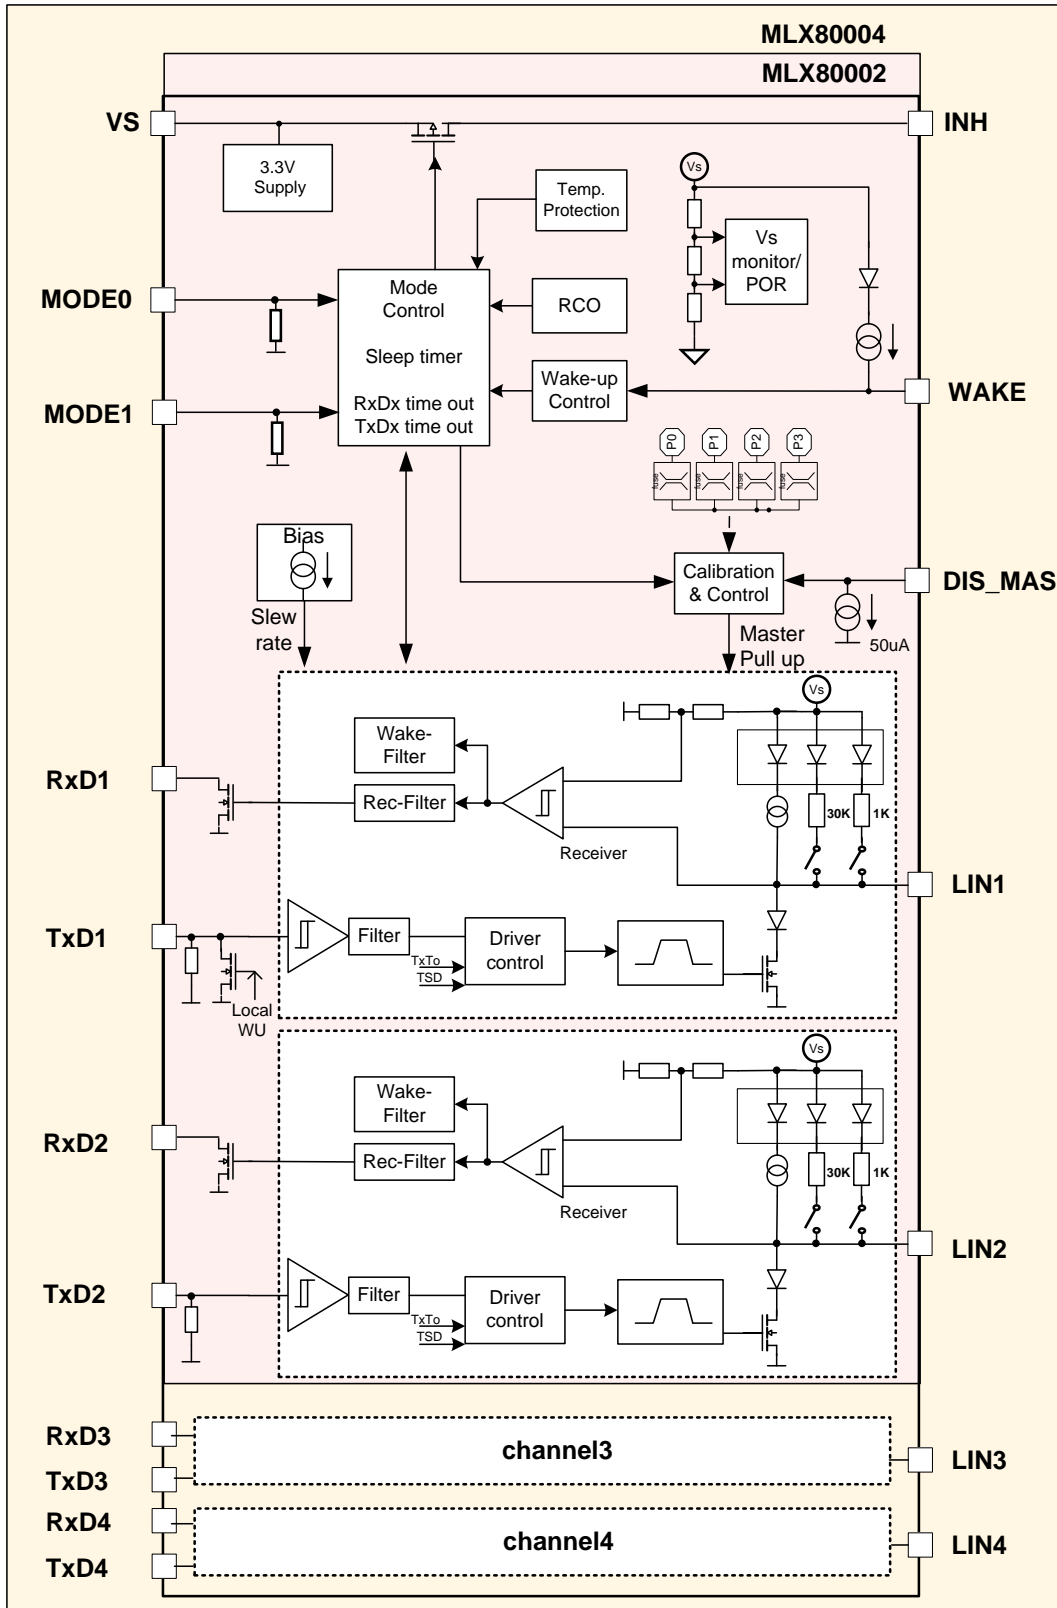 MLX80004
MLX80002
VS
INH
3.3V
Supply
Temp.
Protection
Vs
Vs
monitor/
POR
MODE0
Mode
Control
Sleep timer
RxDx time out
TxDx time out
RCO
Wake-up
Control
WAKE
MODE1
P0
P1
P2
P3
fuse
fuse
fuse
fuse
Bias
Slew
rate
Calibration
& Control
DIS_MAS
50uA
Master
Pull up
Vs
Wake-
Filter
RxD1
Rec-Filter
Receiver
30K
1K
LIN1
TxD1
Filter
Driver
control
TxTo
TSD
Local
WU
Vs
Wake-
Filter
RxD2
Rec-Filter
Receiver
30K
1K
LIN2
TxD2
Filter
Driver
control
TxTo
TSD
RxD3
channel3
LIN3
TxD3
RxD4
channel4
LIN4
TxD4